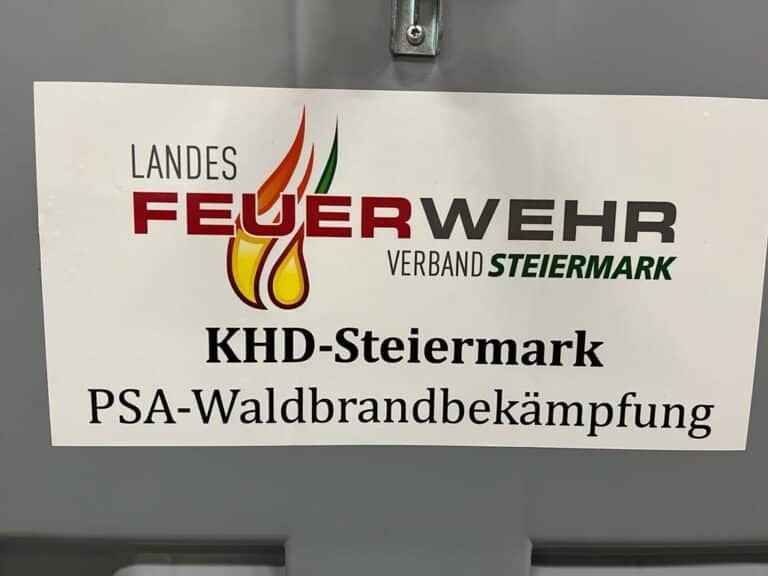 LANDES
FEUERWEHR
VERBAND STEIERMARK
KHD-Steiermark
PSA-Waldbrandbekämpfung